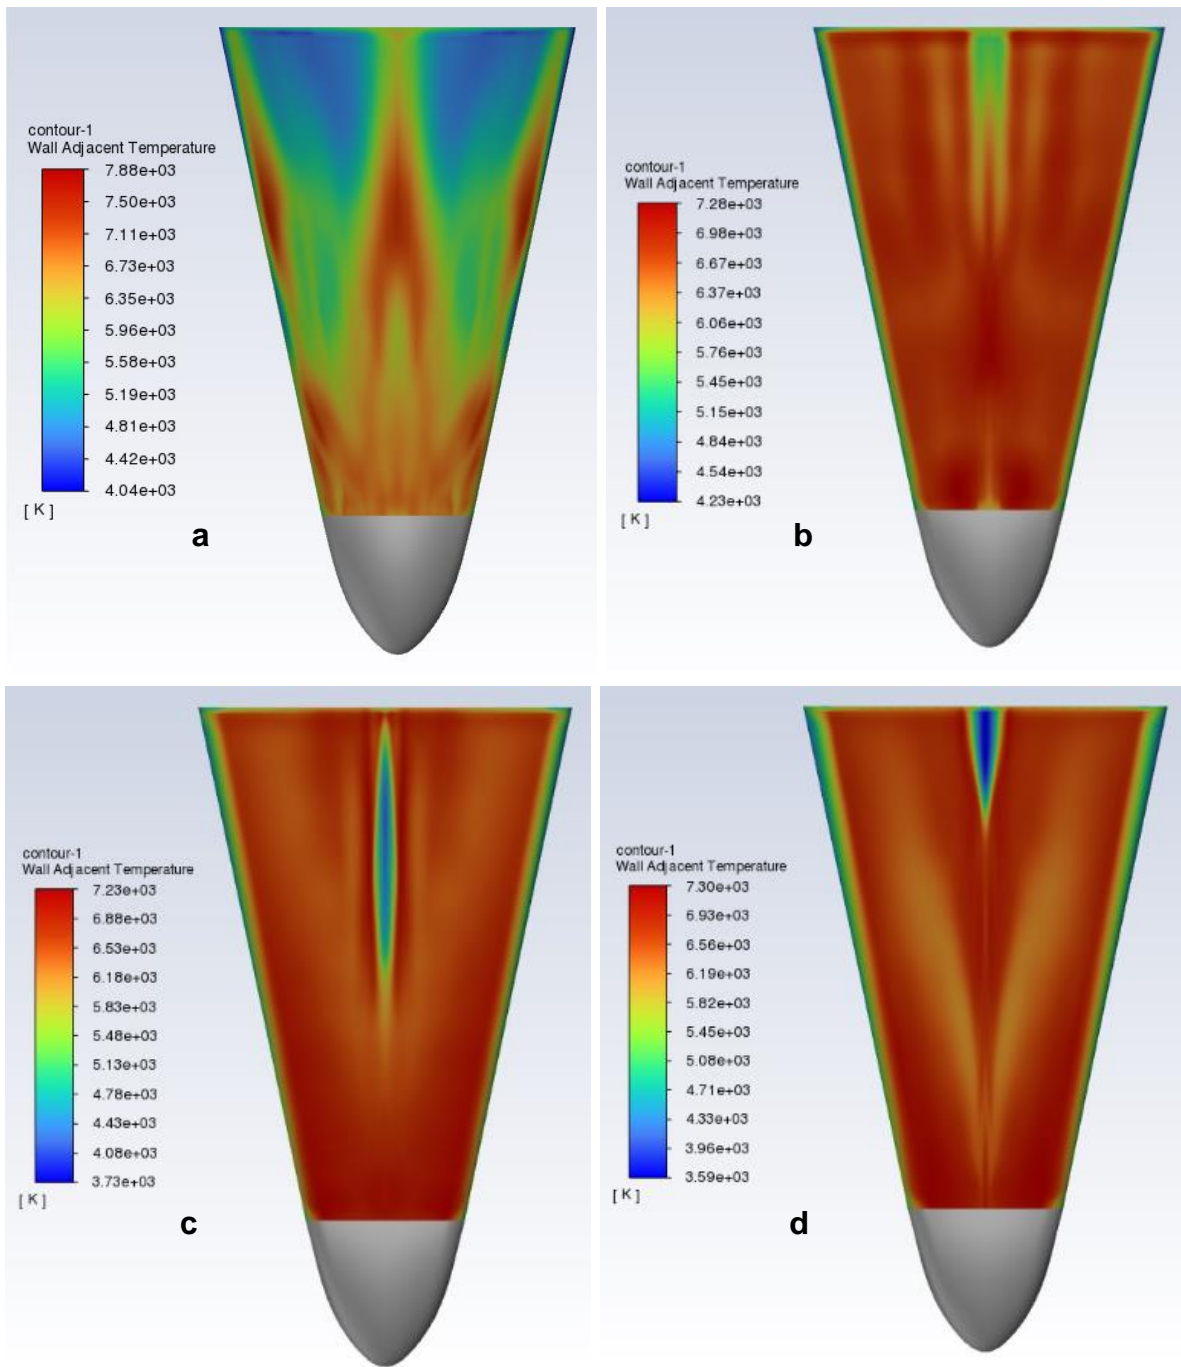 contour-1
Wall Adjacent Temperature
7.88e+03
7.50e+03
7.11e+03
6.73e+03
6.35e+03
5.96e+03
5.58e+03
5.19e+03
4.81e+03
4.42e+03
4.04e+03
[ K ]
a
contour-1
Wall Adjacent Temperature
7.28e+03
6.98e+03
6.67e+03
6.37e+03
6.06e+03
5.76e+03
5.45e+03
5.15e+03
4.84e+03
4.54e+03
4.23e+03
[ K ]
b
contour-1
Wall Adjacent Temperature
7.23e+03
6.88e+03
6.53e+03
6.18e+03
5.83e+03
5.48e+03
5.13e+03
4.78e+03
4.43e+03
4.08e+03
3.73e+03
[ K ]
c
contour-1
Wall Adjacent Temperature
7.30e+03
6.93e+03
6.56e+03
6.19e+03
5.82e+03
5.45e+03
5.08e+03
4.71e+03
4.33e+03
3.96e+03
3.59e+03
[ K ]
d